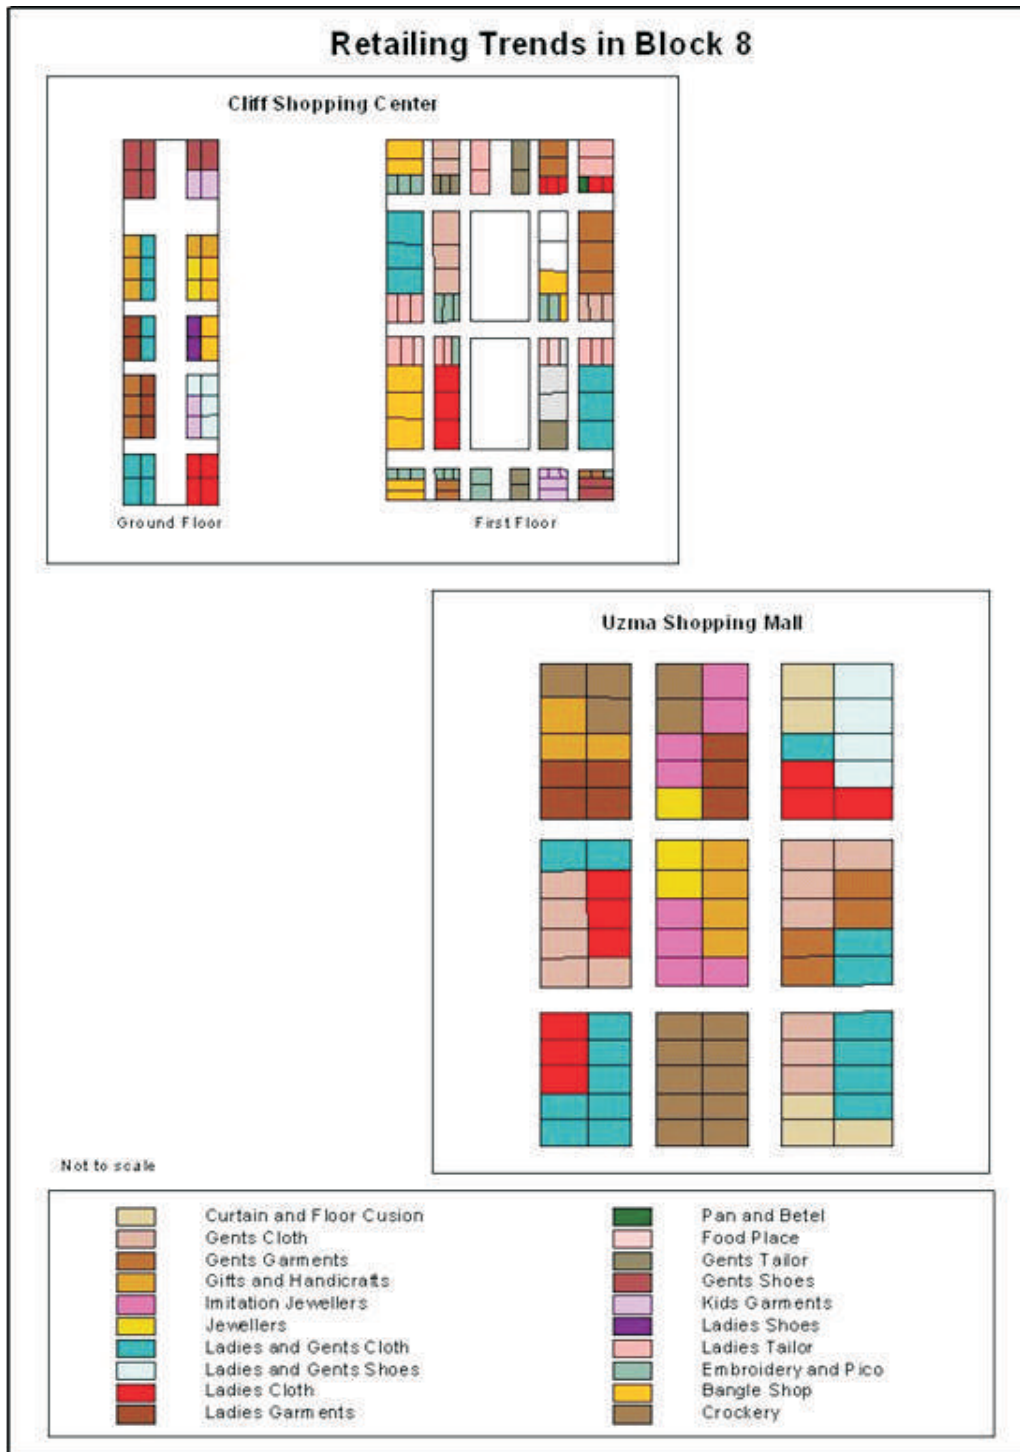 Retailing Trends in Block 8
Cliff Shopping Center
Ground Floor
First Floor
Uzma Shopping Mall
Not to scale
Curtain and Floor Cusion
Gents Cloth
Gents Garments
Gifts and Handicrafts
Imitation Jewellers
Jewellers
Ladies and Gents Cloth
Ladies and Gents Shoes
Ladies Cloth
Ladies Garments
Pan and Betel
Food Place
Gents Tailor
Gents Shoes
Kids Garments
Ladies Shoes
Ladies Tailor
Embroidery and Pico
Bangle Shop
Crockery